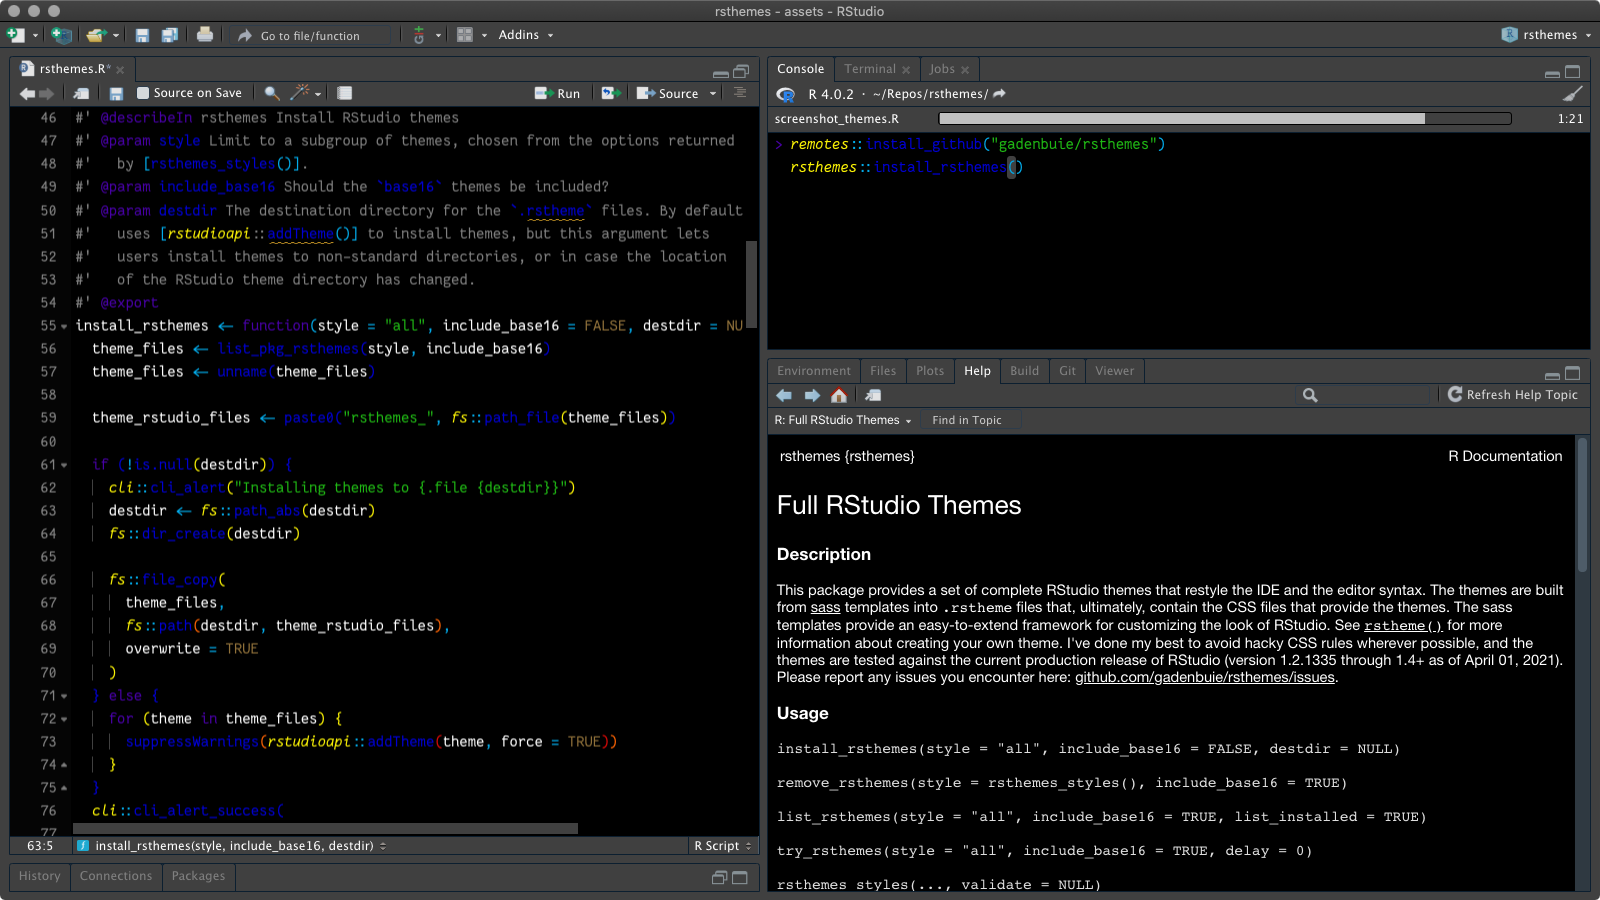 rsthemes - assets - RStudio
Go to file/function
Addins
rsthemes
rsthemes.R*
Source on Save
Run
Source
46 #' @describeIn rsthemes Install RStudio themes
47 #' @param style Limit to a subgroup of themes, chosen from the options returned
48 #'   by [rsthemes_styles()].
49 #' @param include_base16 Should the `base16` themes be included?
50 #' @param destdir The destination directory for the `.rstheme` files. By default
51 #'   uses [rstudioapi::addTheme()] to install themes, but this argument lets
52 #'   users install themes to non-standard directories, or in case the location
53 #'   of the RStudio theme directory has changed.
54 #' @export
55 install_rsthemes <- function(style = "all", include_base16 = FALSE, destdir = NU
56   theme_files <- list_pkg_rsthemes(style, include_base16)
57   theme_files <- unname(theme_files)
58
59   theme_rstudio_files <- paste0("rsthemes_", fs::path_file(theme_files))
60
61   if (!is.null(destdir)) {
62     cli::cli_alert("Installing themes to {.file {destdir}}")
63     destdir <- fs::path_abs(destdir)
64     fs::dir_create(destdir)
65
66     fs::file_copy(
67       theme_files,
68       fs::path(destdir, theme_rstudio_files),
69       overwrite = TRUE
70     )
71   } else {
72     for (theme in theme_files) {
73       suppressWarnings(rstudioapi::addTheme(theme, force = TRUE))
74     }
75   }
76   cli::cli_alert_success(
77
63:5 install_rsthemes(style, include_base16, destdir) R Script
History Connections Packages
Console Terminal Jobs
R 4.0.2 · ~/Repos/rsthemes/
screenshot_themes.R 1:21
> remotes::install_github("gadenbuie/rsthemes")
rsthemes::install_rsthemes()
Environment Files Plots Help Build Git Viewer
Refresh Help Topic
R: Full RStudio Themes Find in Topic
rsthemes {rsthemes} R Documentation
Full RStudio Themes
Description
This package provides a set of complete RStudio themes that restyle the IDE and the editor syntax. The themes are built
from sass templates into .rstheme files that, ultimately, contain the CSS files that provide the themes. The sass
templates provide an easy-to-extend framework for customizing the look of RStudio. See rstheme() for more
information about creating your own theme. I've done my best to avoid hacky CSS rules wherever possible, and the
themes are tested against the current production release of RStudio (version 1.2.1335 through 1.4+ as of April 01, 2021).
Please report any issues you encounter here: github.com/gadenbuie/rsthemes/issues.
Usage
install_rsthemes(style = "all", include_base16 = FALSE, destdir = NULL)
remove_rsthemes(style = rsthemes_styles(), include_base16 = TRUE)
list_rsthemes(style = "all", include_base16 = TRUE, list_installed = TRUE)
try_rsthemes(style = "all", include_base16 = TRUE, delay = 0)
rsthemes_styles(..., validate = NULL)